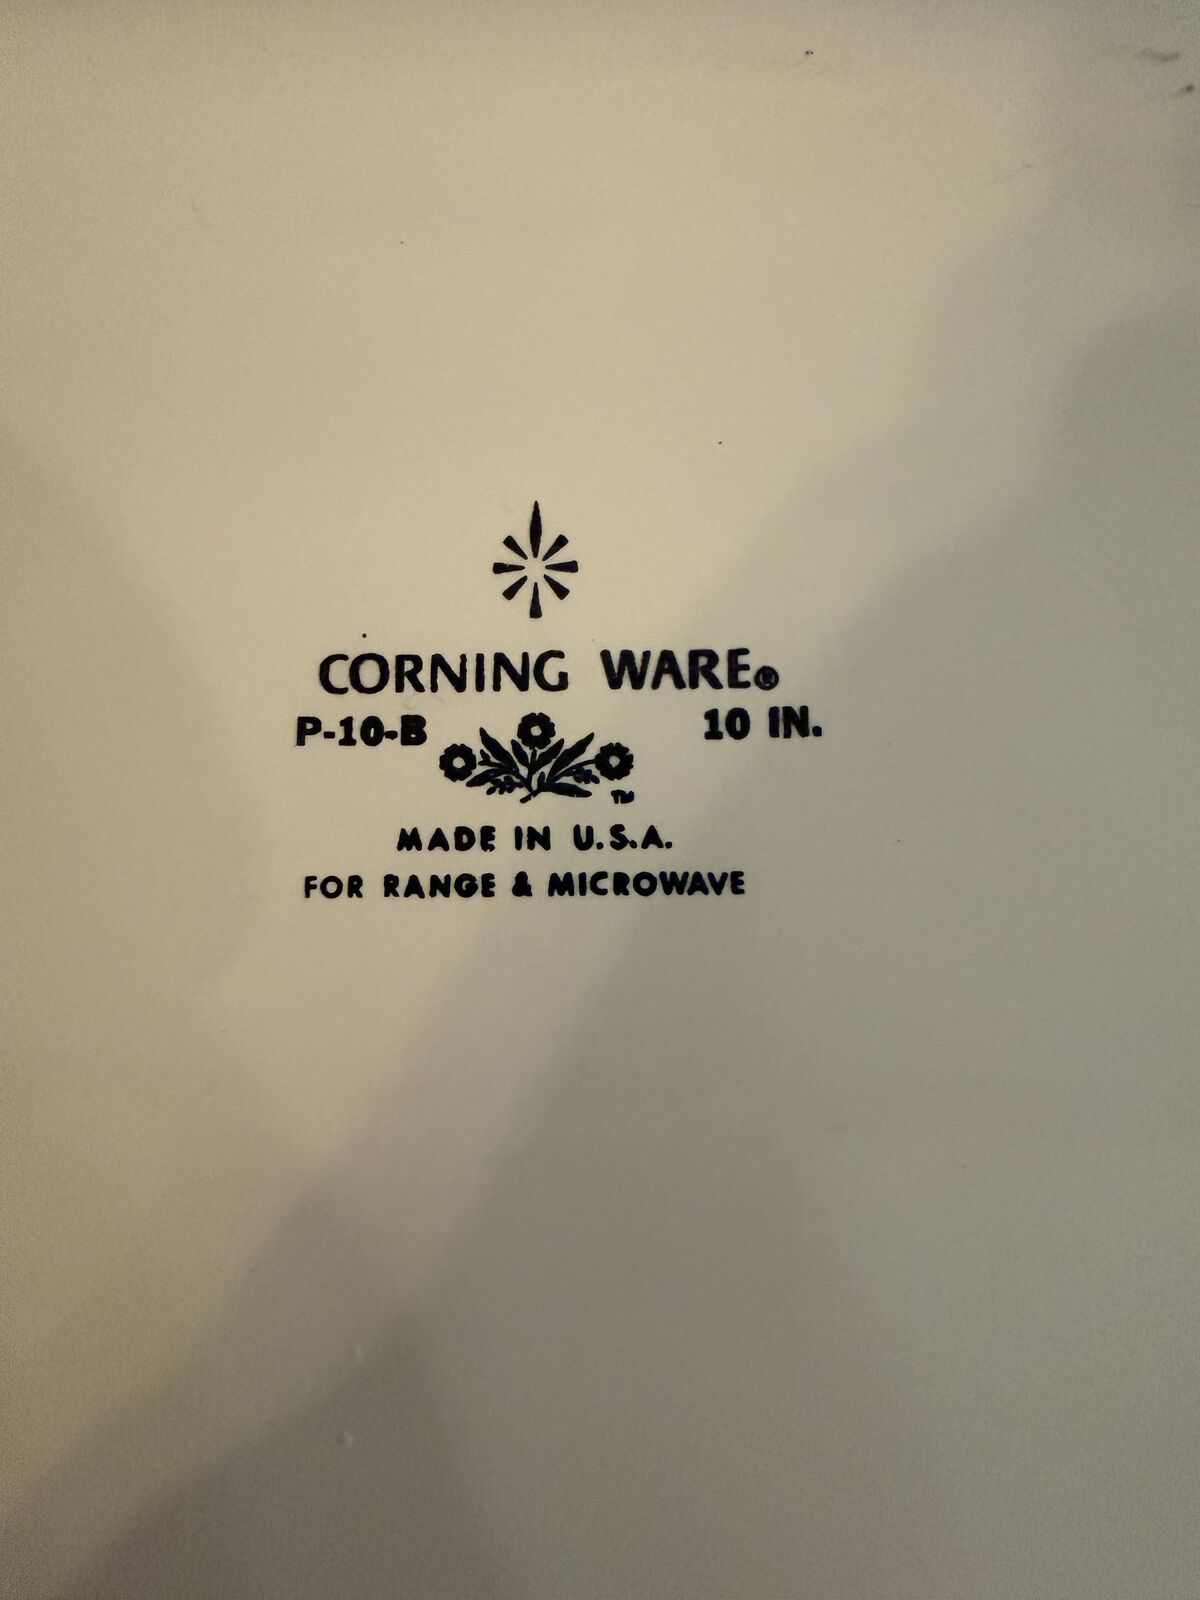 CORNING WARE®
P-10-B 10 IN.
TM
MADE IN U.S.A.
FOR RANGE & MICROWAVE